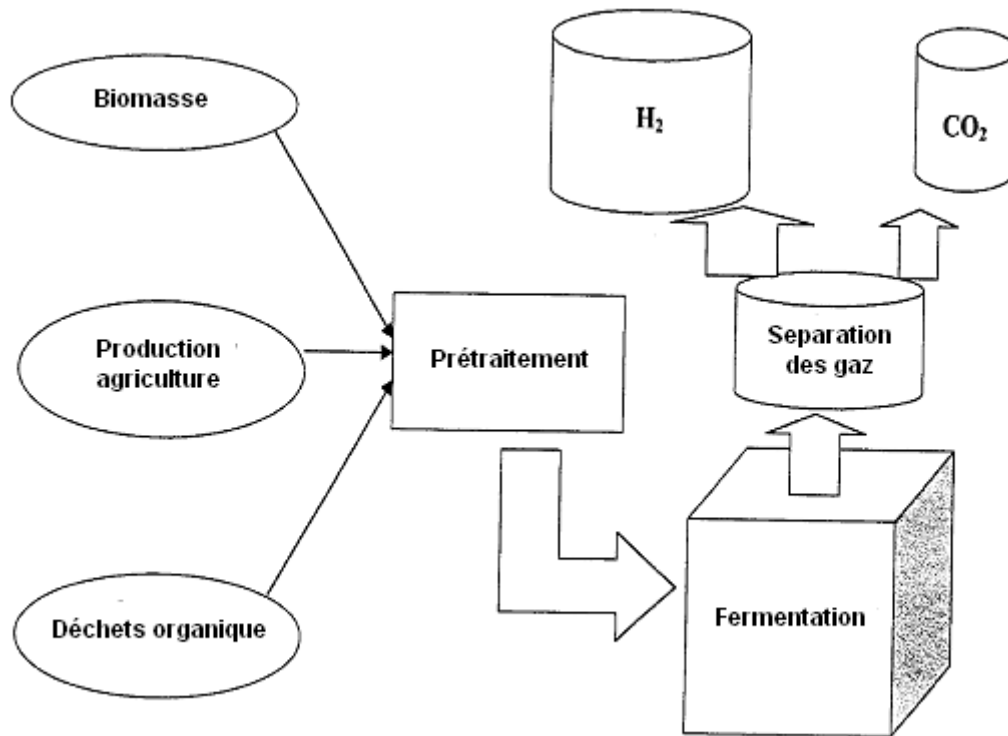 Biomasse
Production
agriculture
Déchets organique
Prétraitement
Fermentation
Separation
des gaz
H₂
CO₂